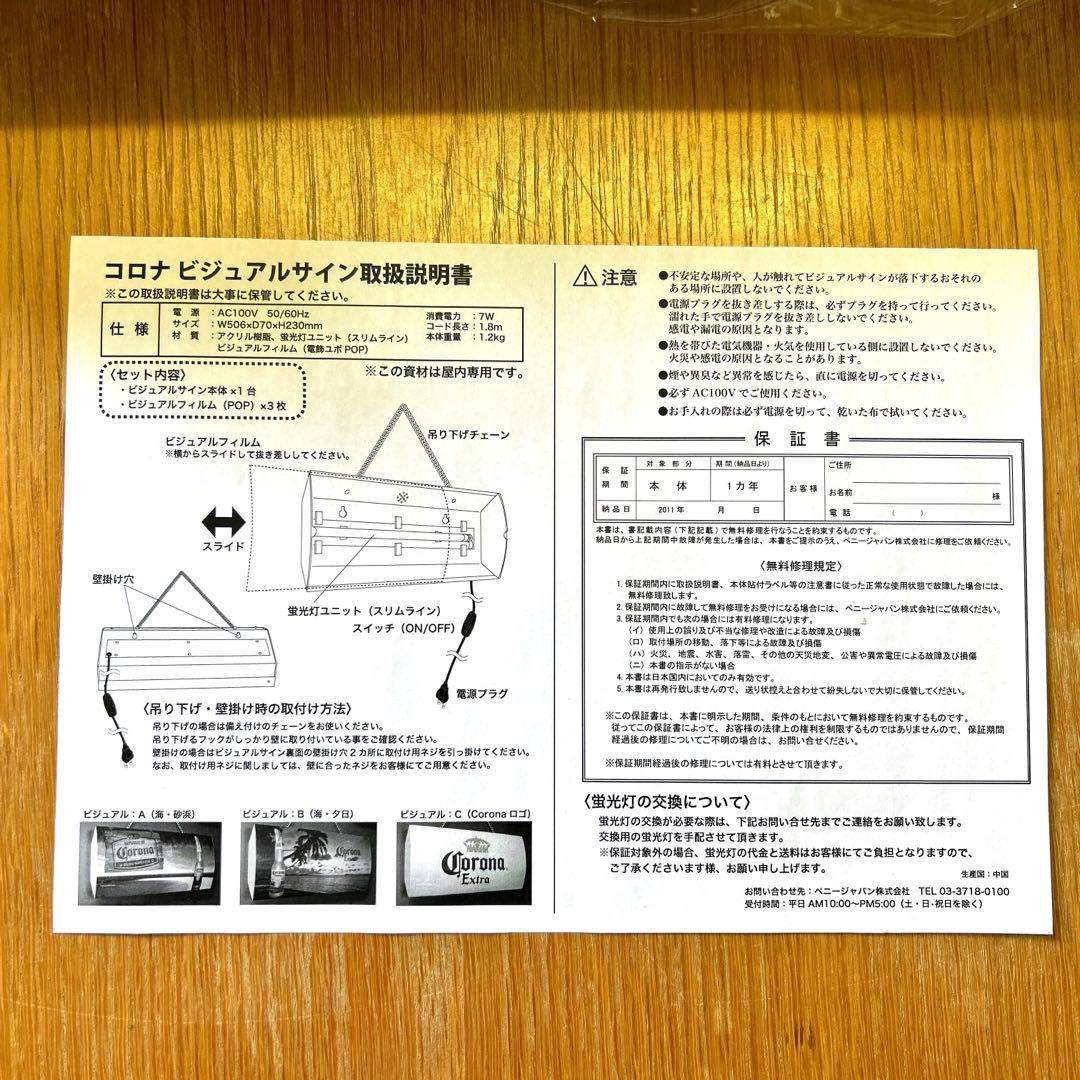 コロナ ビジュアルサイン取扱説明書
※この取扱説明書は大事に保管してください。
仕様
電源：AC100V 50/60Hz
サイズ：W506×D70×H230mm
材質：アクリル樹脂、蛍光灯ユニット（スリムライン）
ビジュアルフィルム（電飾ユポPOP）
消費電力：7W
コード長さ：1.8m
本体重量：1.2kg
〈セット内容〉
・ビジュアルサイン本体×1台
・ビジュアルフィルム（POP）×3枚
※この資材は屋内専用です。
ビジュアルフィルム
※横からスライドして抜き差ししてください。
吊り下げチェーン
スライド
壁掛け穴
蛍光灯ユニット（スリムライン）
スイッチ（ON/OFF）
電源プラグ
〈吊り下げ・壁掛け時の取付け方法〉
吊り下げの場合は備え付けのチェーンをお使いください。
吊り下げるフックがしっかり壁に取り付いている事をご確認ください。
壁掛けの場合はビジュアルサイン裏面の壁掛け穴2カ所に取付け用ネジを引っ掛けてください。
なお、取付け用ネジに関しましては、壁に合ったネジをお客様にてご用意ください。
ビジュアル：A（海・砂浜）
ビジュアル：B（海・夕日）
ビジュアル：C（Coronaロゴ）
Corona
Corona
Corona
Extra
注意
●不安定な場所や、人が触れてビジュアルサインが落下するおそれの
ある場所に設置しないでください。
●電源プラグを抜き差しする際は、必ずプラグを持って行ってください。
濡れた手で電源プラグを抜き差ししないでください。
感電や漏電の原因となります。
●熱を帯びた電気機器・火気を使用している側に設置しないでください。
火災や感電の原因となることがあります。
●煙や異臭など異常を感じたら、直に電源を切ってください。
●必ずAC100Vでご使用ください。
●お手入れの際は必ず電源を切って、乾いた布で拭いてください。
保証書
保証期間
対象部分
期間（納品日より）
本体
1カ年
納品日
2011年 月 日
お客様
ご住所
お名前 様
電話 （ ）
本書は、書記載内容（下記記載）で無料修理を行なうことを約束するものです。
納品日から上記期間中故障が発生した場合は、本書をご提示のうえ、ペニージャパン株式会社に修理をご依頼ください。
〈無料修理規定〉
1. 保証期間内に取扱説明書、本体貼付ラベル等の注意書に従った正常な使用状態で故障した場合には、
無料修理致します。
2. 保証期間内に故障して無料修理をお受けになる場合には、ペニージャパン株式会社にご依頼ください。
3. 保証期間内でも次の場合には有料修理になります。
（イ）使用上の誤り及び不当な修理や改造による故障及び損傷
（ロ）取付場所の移動、落下等による故障及び損傷
（ハ）火災、地震、水害、落雷、その他の天災地変、公害や異常電圧による故障及び損傷
（ニ）本書の指示がない場合
4. 本書は日本国内においてのみ有効です。
5. 本書は再発行致しませんので、送り状控えと合わせて紛失しないで大切に保管してください。
※この保証書は、本書に明示した期間、条件のもとにおいて無料修理を約束するものです。
従ってこの保証書によって、お客様の法律上の権利を制限するものではありませんので、保証期間
経過後の修理についてご不明の場合は、お問い合せください。
※保証期間経過後の修理については有料とさせて頂きます。
〈蛍光灯の交換について〉
蛍光灯の交換が必要な際は、下記お問い合せ先までご連絡をお願い致します。
交換用の蛍光灯を手配させて頂きます。
※保証対象外の場合、蛍光灯の代金と送料はお客様にてご負担となりますので、
ご了承くださいます様、お願い申し上げます。
生産国：中国
お問い合わせ先：ペニージャパン株式会社 TEL 03-3718-0100
受付時間：平日 AM10:00〜PM5:00（土・日・祝日を除く）